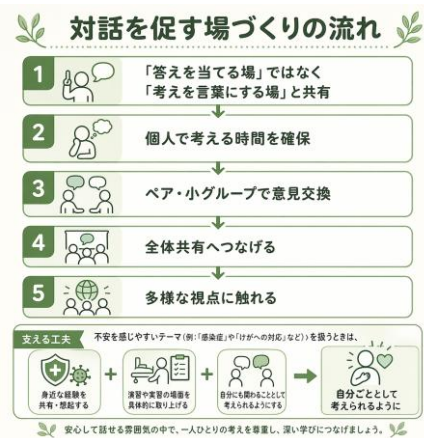 対話を促す場づくりの流れ
1
「答えを当てる場」ではなく
「考えを言葉にする場」と共有
2
個人で考える時間を確保
3
ペア・小グループで意見交換
4
全体共有へつなげる
5
多様な視点に触れる
支える工夫
不安を感じやすいテーマ(例:「感染症」や「けがへの対応」など))を扱うときは、
身近な経験を
共有・想起する
+
演習や実習の場面を
具体的に取り上げる
+
自分にも関わることとして
考えられるようにする
自分ごととして
考えられるように
安心して話せる雰囲気の中で、一人ひとりの考えを尊重し、深い学びにつなげましょう。